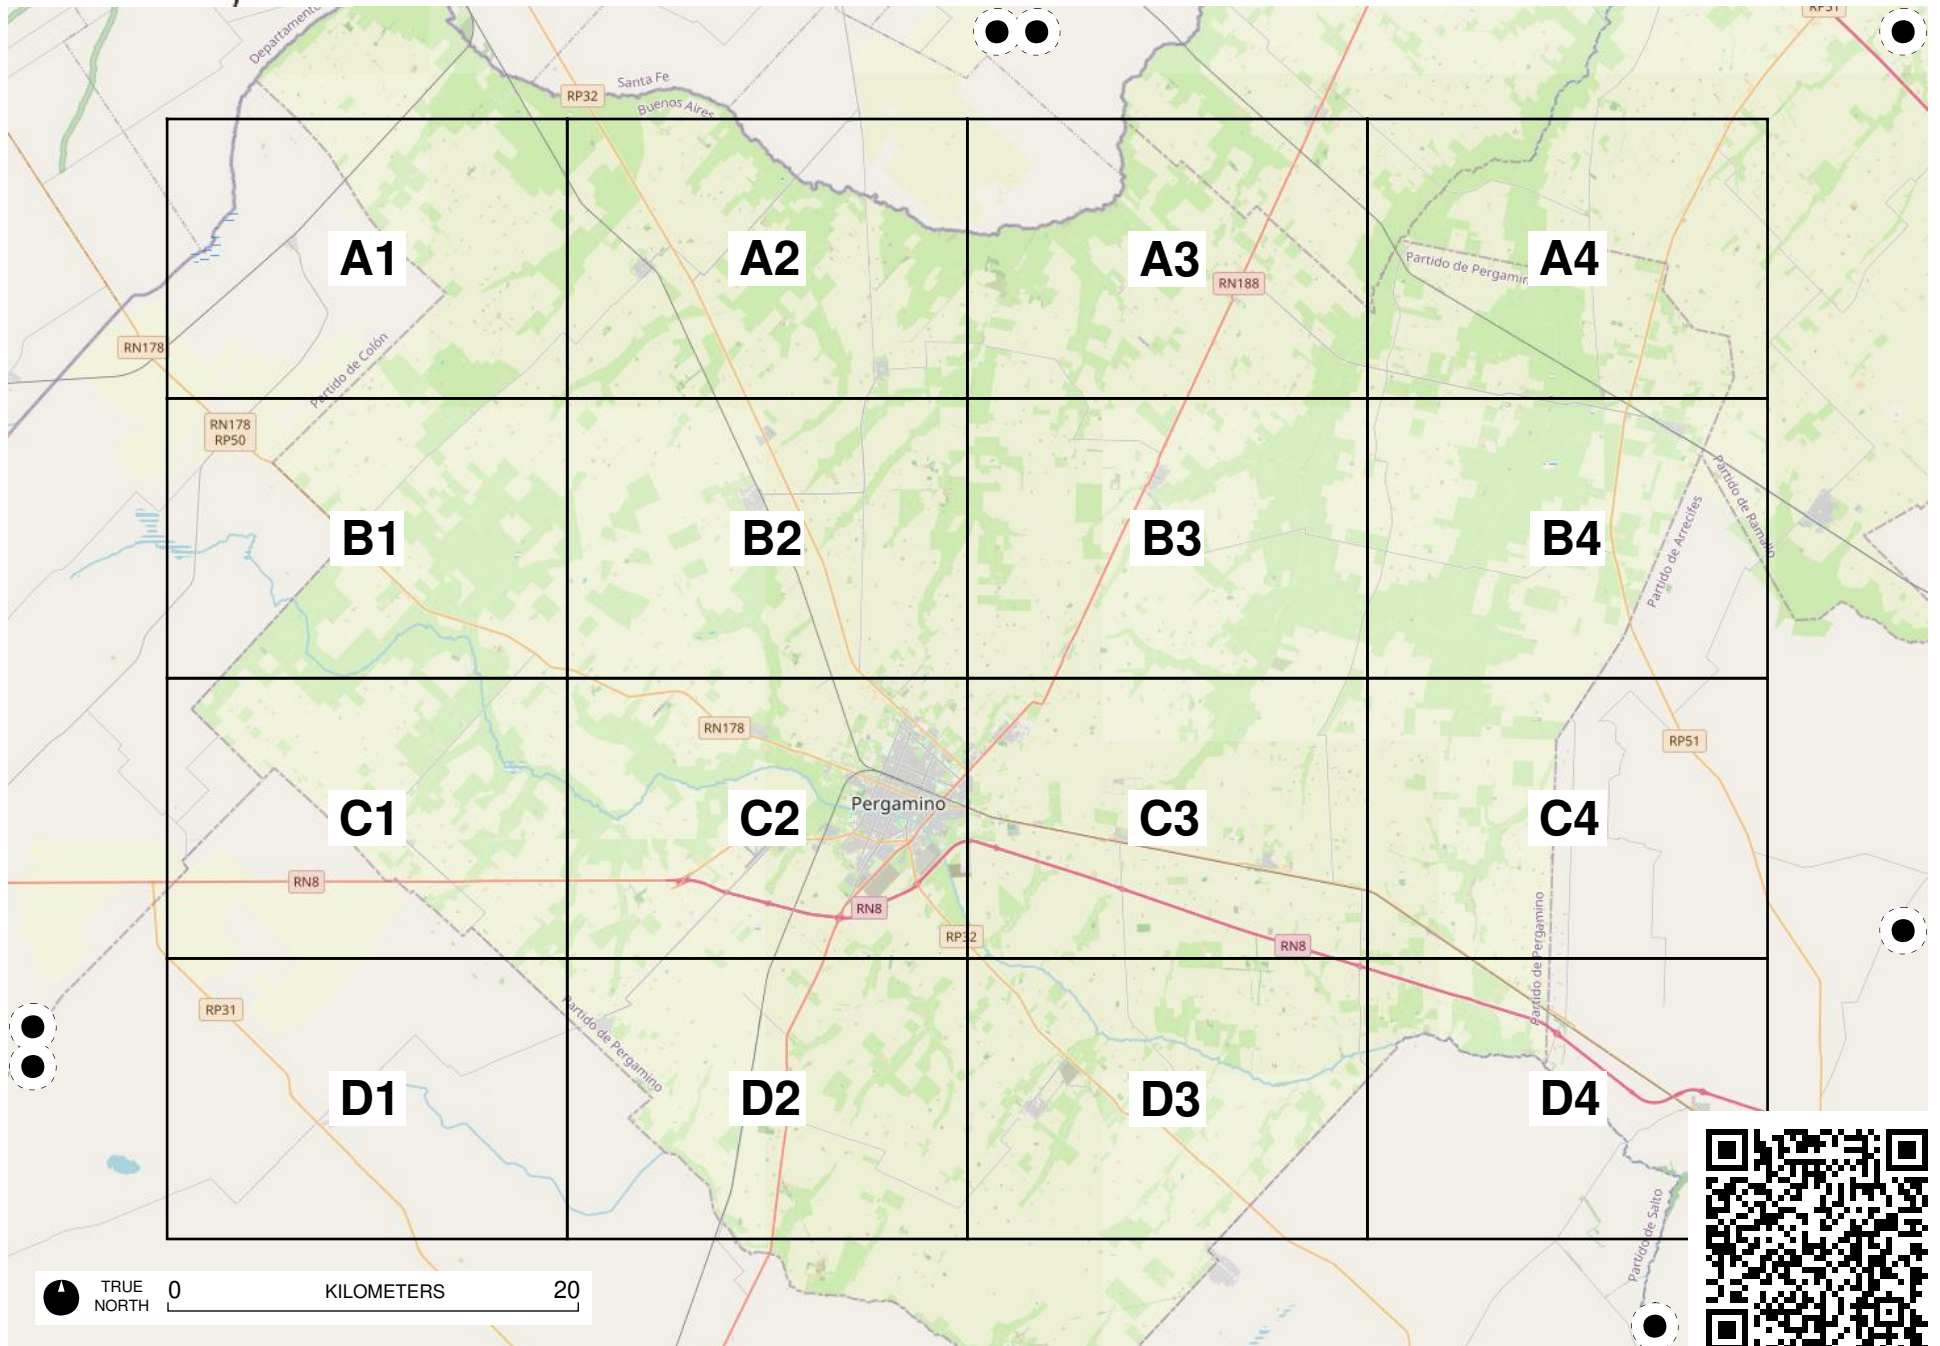 Departamento
RP51
Santa Fe
RP32
Buenos Aires
A1
A2
A3
A4
Partido de Pergamin
RN188
RN178
Partido de Colón
RN178
RP50
Partido de Ramallo
Partido de Arrecifes
B1
B2
B3
B4
RN178
RP51
Pergamino
C1
C2
C3
C4
RN8
RN8
RP32
RN8
Partido de Pergamino
RP31
Partido de Pergamino
D1
D2
D3
D4
Partido de Salto
TRUE
NORTH
0 KILOMETERS 20